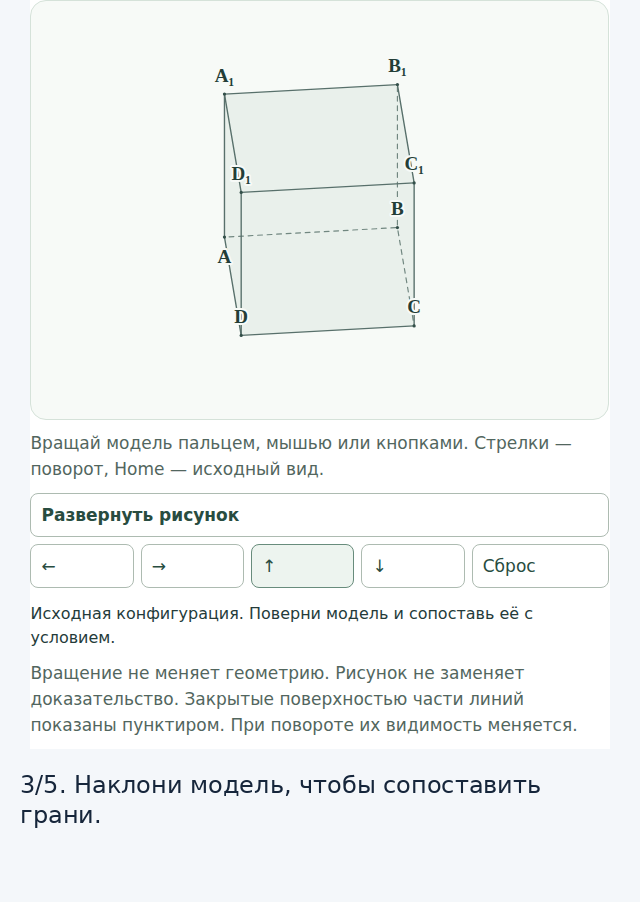 A₁
B₁
D₁
C₁
B
A
D
C
Вращай модель пальцем, мышью или кнопками. Стрелки —
поворот, Home — исходный вид.
Развернуть рисунок
← → ↑ ↓ Сброс
Исходная конфигурация. Поверни модель и сопоставь её с
условием.
Вращение не меняет геометрию. Рисунок не заменяет
доказательство. Закрытые поверхностью части линий
показаны пунктиром. При повороте их видимость меняется.
3/5. Наклони модель, чтобы сопоставить
грани.